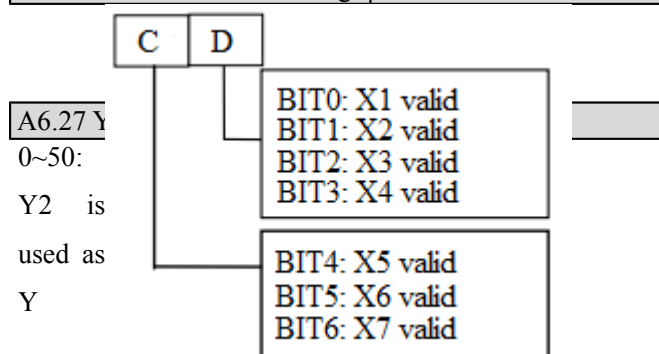 C D
BIT0: X1 valid
BIT1: X2 valid
BIT2: X3 valid
BIT3: X4 valid
A6.27 Y
0~50:
Y2 is
used as
Y
BIT4: X5 valid
BIT5: X6 valid
BIT6: X7 valid